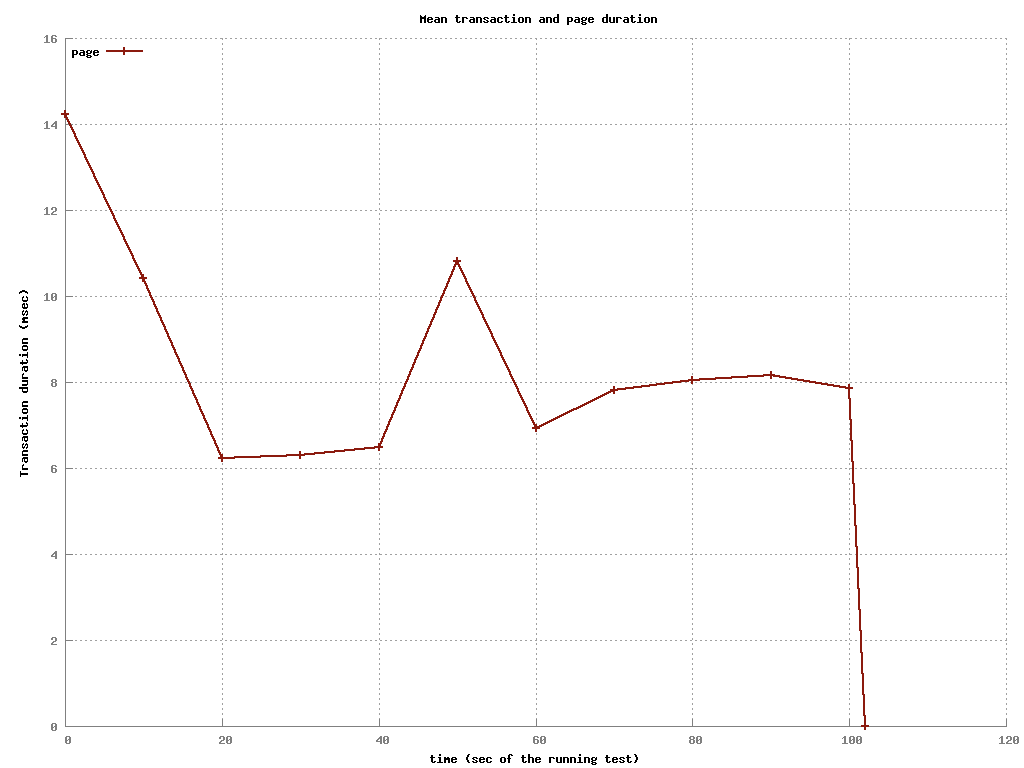 Mean transaction and page duration
page
16
14
12
10
8
6
4
2
0
Transaction duration (msec)
0 20 40 60 80 100 120
time (sec of the running test)